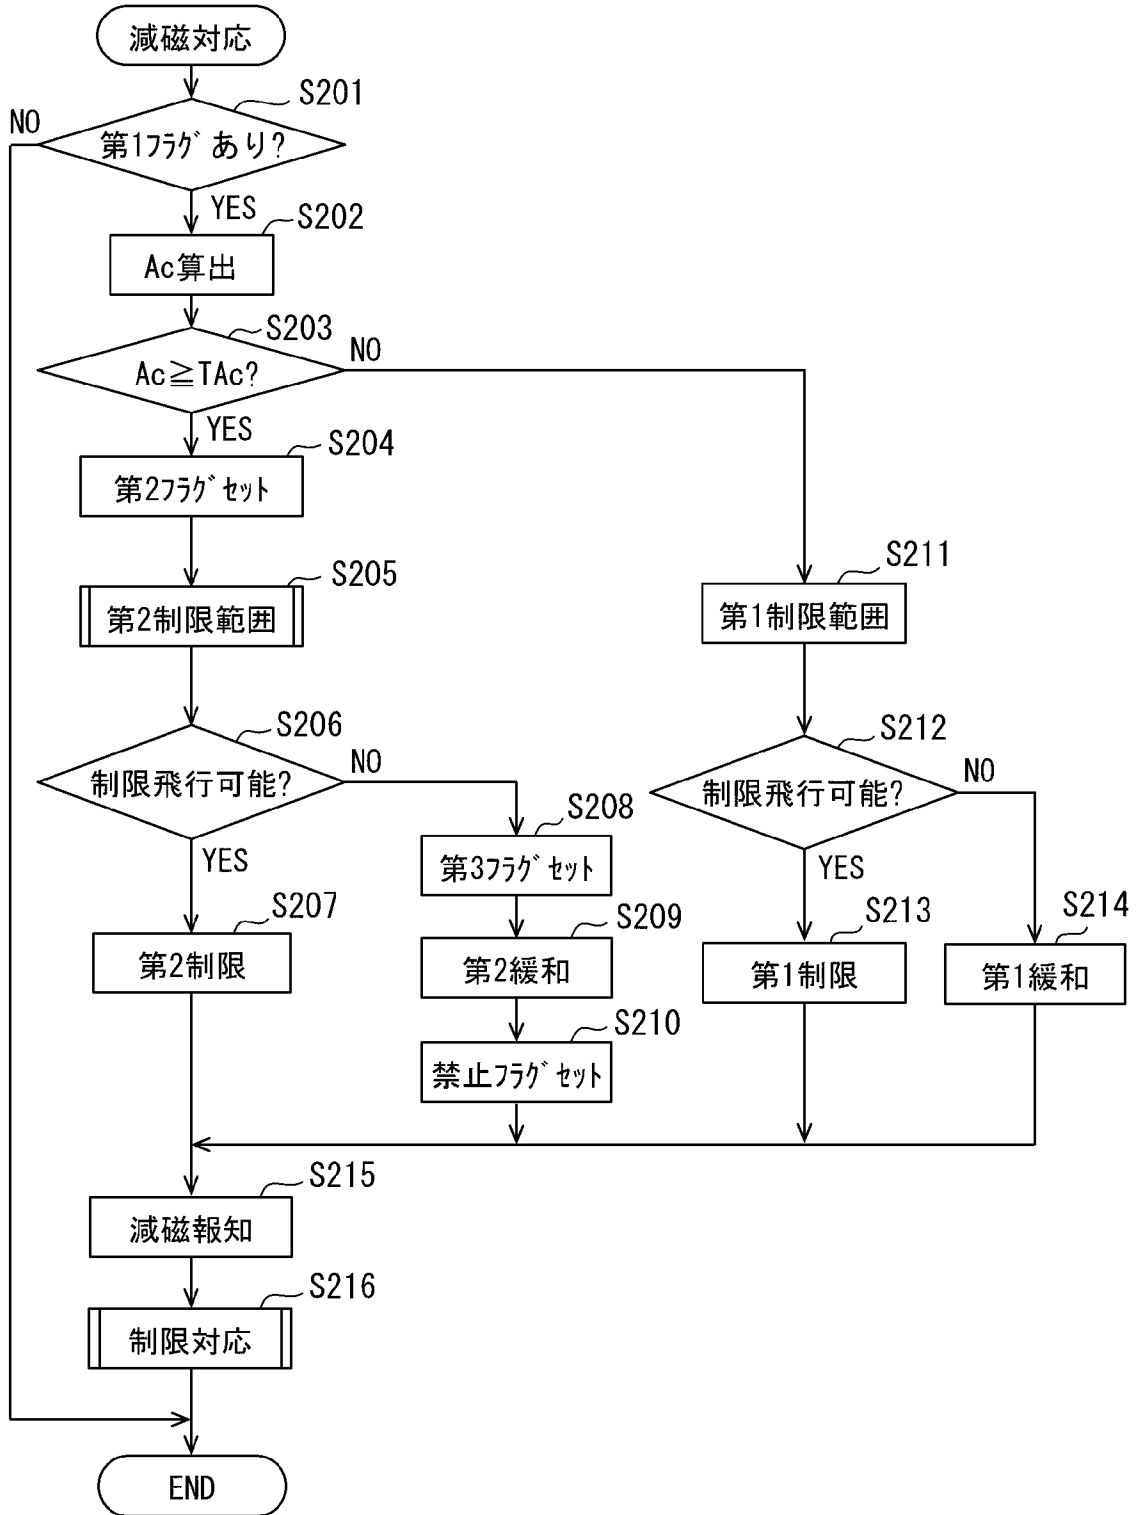 減磁対応
S201
NO
第1ﾌﾗｸﾞあり?
YES
S202
Ac算出
S203
NO
Ac≧TAc?
YES
S204
第2ﾌﾗｸﾞｾｯﾄ
S205
第2制限範囲
S211
第1制限範囲
S206
制限飛行可能?
NO
YES
S212
制限飛行可能?
NO
YES
S208
第3ﾌﾗｸﾞｾｯﾄ
S207
第2制限
S209
第2緩和
S213
第1制限
S214
第1緩和
S210
禁止ﾌﾗｸﾞｾｯﾄ
S215
減磁報知
S216
制限対応
END